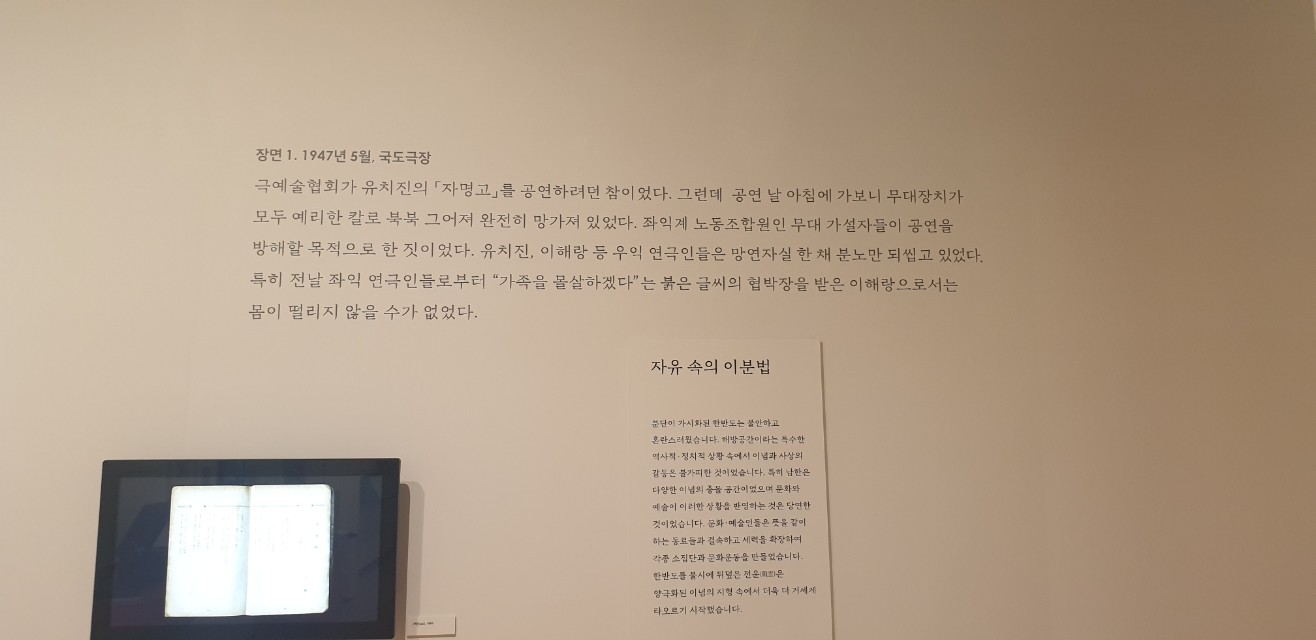 장면 1. 1947년 5월, 국도극장
극예술협회가 유치진의 「자명고」를 공연하려던 참이었다. 그런데 공연 날 아침에 가보니 무대장치가
모두 예리한 칼로 북북 그어져 완전히 망가져 있었다. 좌익계 노동조합원인 무대 가설자들이 공연을
방해할 목적으로 한 짓이었다. 유치진, 이해랑 등 우익 연극인들은 망연자실 한 채 분노만 되씹고 있었다.
특히 전날 좌익 연극인들로부터 “가족을 몰살하겠다”는 붉은 글씨의 협박장을 받은 이해랑으로서는
몸이 떨리지 않을 수가 없었다.
자유 속의 이분법
분단이 가시화된 한반도는 불안하고
혼란스러웠습니다. 해방공간이라는 특수한
역사적·정치적 상황 속에서 이념과 사상의
갈등은 불가피한 것이었습니다. 특히 남한은
다양한 이념의 충돌 공간이었으며 문화와
예술이 이러한 상황을 반영하는 것은 당연한
것이었습니다. 문화·예술인들은 뜻을 같이
하는 동료들과 결속하고 세력을 확장하여
각종 소집단과 문화운동을 만들었습니다.
한반도를 불시에 뒤덮은 전운(戰雲)은
양극화된 이념의 지형 속에서 더욱 더 거세게
타오르기 시작했습니다.